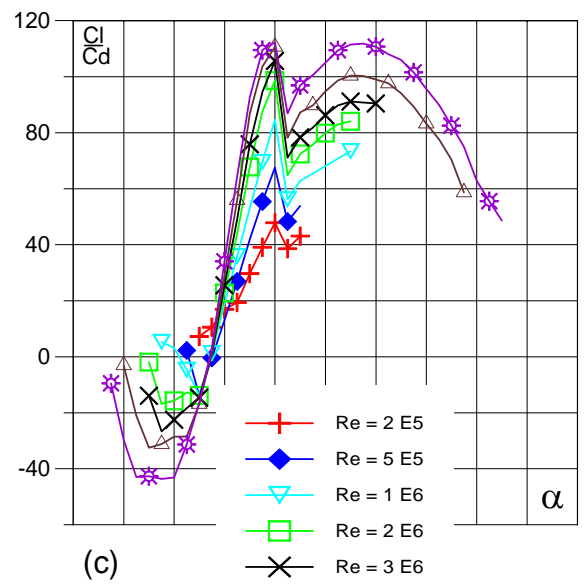 120
Cl
Cd
80
40
0
-40
α
(c)
Re = 2 E5
Re = 5 E5
Re = 1 E6
Re = 2 E6
Re = 3 E6